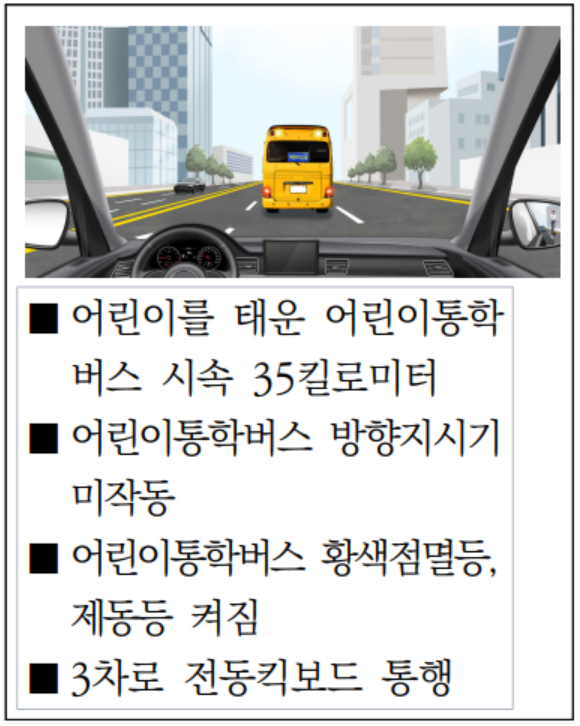 ■ 어린이를 태운 어린이통학
버스 시속 35킬로미터
■ 어린이통학버스 방향지시기
미작동
■ 어린이통학버스 황색점멸등,
제동등 켜짐
■ 3차로 전동킥보드 통행